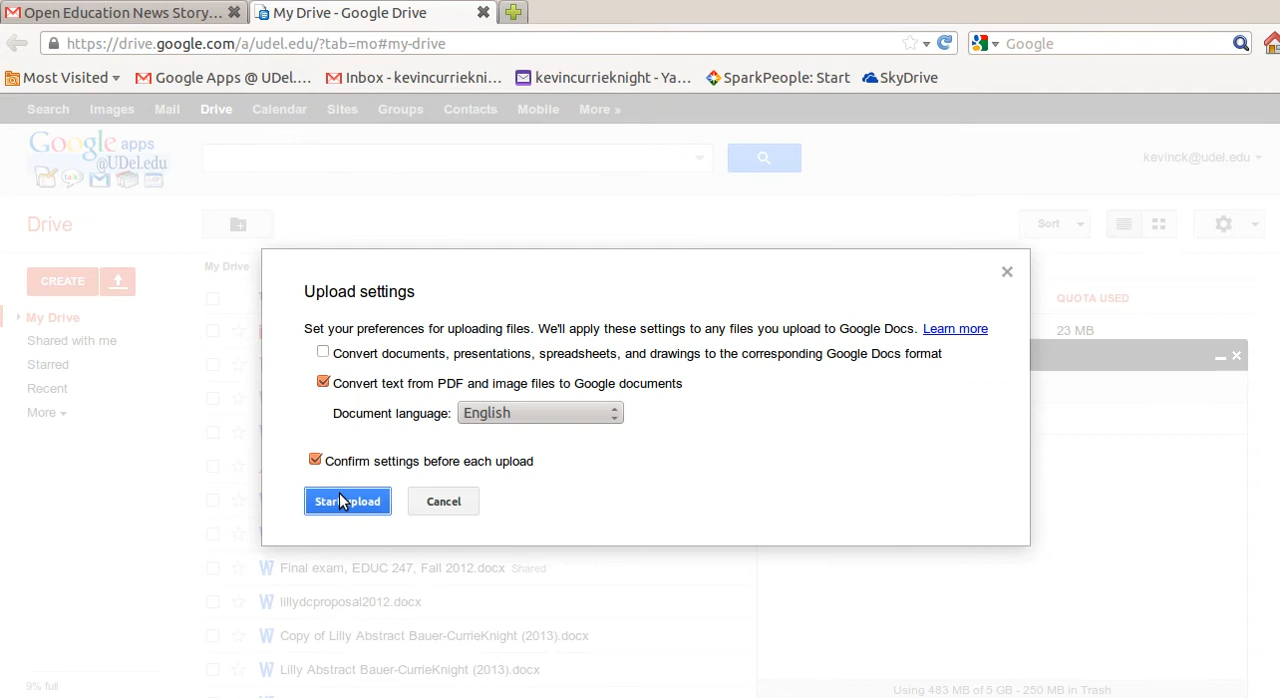 Open Education News Story...
My Drive - Google Drive
https://drive.google.com/a/udel.edu/?tab=mo#my-drive
Google
Most Visited
Google Apps @ UDel....
Inbox - kevincurriekni...
kevincurrieknight - Ya...
SparkPeople: Start
SkyDrive
Search Images Mail Drive Calendar Sites Groups Contacts Mobile More »
Google apps
@UDel.edu
kevinck@udel.edu
Drive
Sort
My Drive
CREATE
QUOTA USED
My Drive
23 MB
Shared with me
Starred
Recent
More
Upload settings
Set your preferences for uploading files. We'll apply these settings to any files you upload to Google Docs. Learn more
Convert documents, presentations, spreadsheets, and drawings to the corresponding Google Docs format
Convert text from PDF and image files to Google documents
Document language: English
Confirm settings before each upload
Start upload
Cancel
Final exam, EDUC 247, Fall 2012.docx Shared
lillydcproposal2012.docx
Copy of Lilly Abstract Bauer-CurrieKnight (2013).docx
Lilly Abstract Bauer-CurrieKnight (2013).docx
9% full
Using 483 MB of 5 GB - 250 MB in Trash